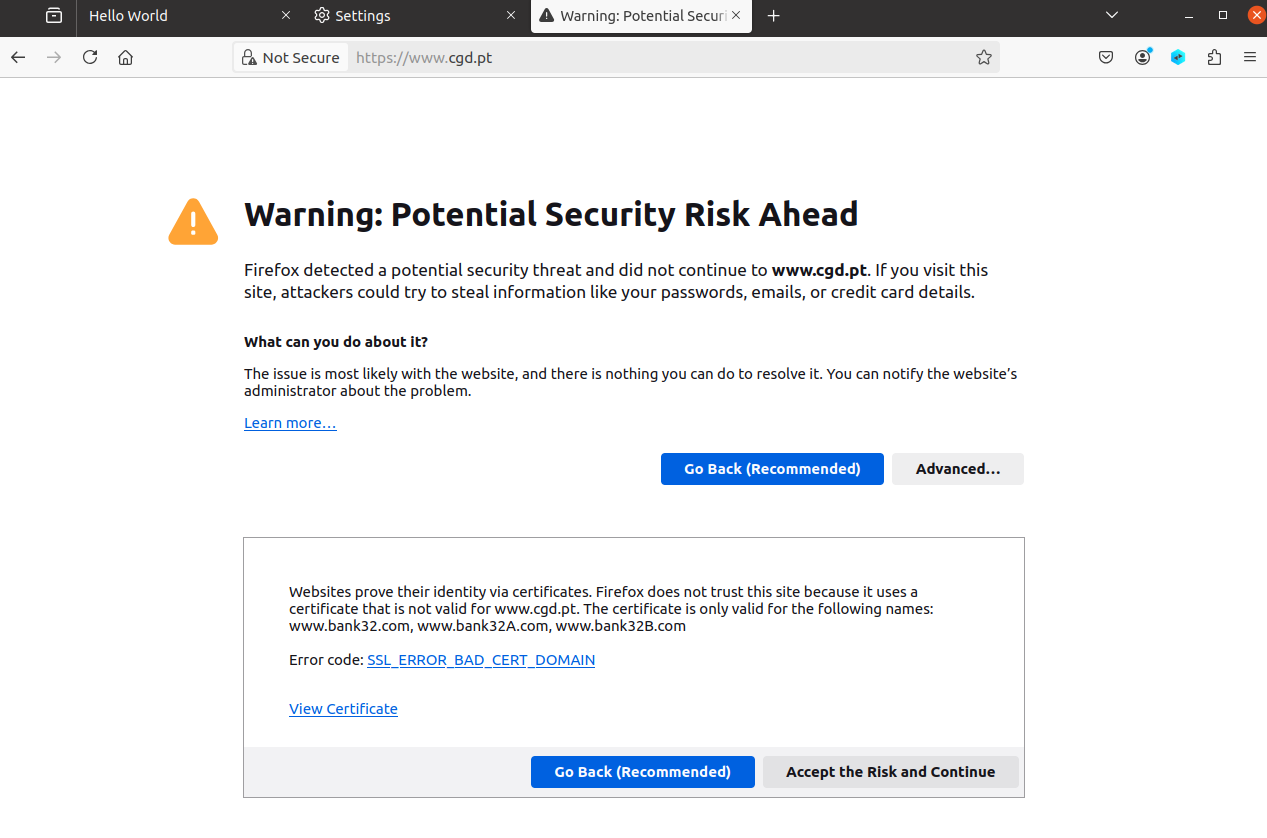 Hello World
Settings
Warning: Potential Securi
Not Secure
https://www.cgd.pt
Warning: Potential Security Risk Ahead
Firefox detected a potential security threat and did not continue to www.cgd.pt. If you visit this
site, attackers could try to steal information like your passwords, emails, or credit card details.
What can you do about it?
The issue is most likely with the website, and there is nothing you can do to resolve it. You can notify the website’s
administrator about the problem.
Learn more…
Go Back (Recommended)
Advanced…
Websites prove their identity via certificates. Firefox does not trust this site because it uses a
certificate that is not valid for www.cgd.pt. The certificate is only valid for the following names:
www.bank32.com, www.bank32A.com, www.bank32B.com
Error code: SSL_ERROR_BAD_CERT_DOMAIN
View Certificate
Go Back (Recommended)
Accept the Risk and Continue